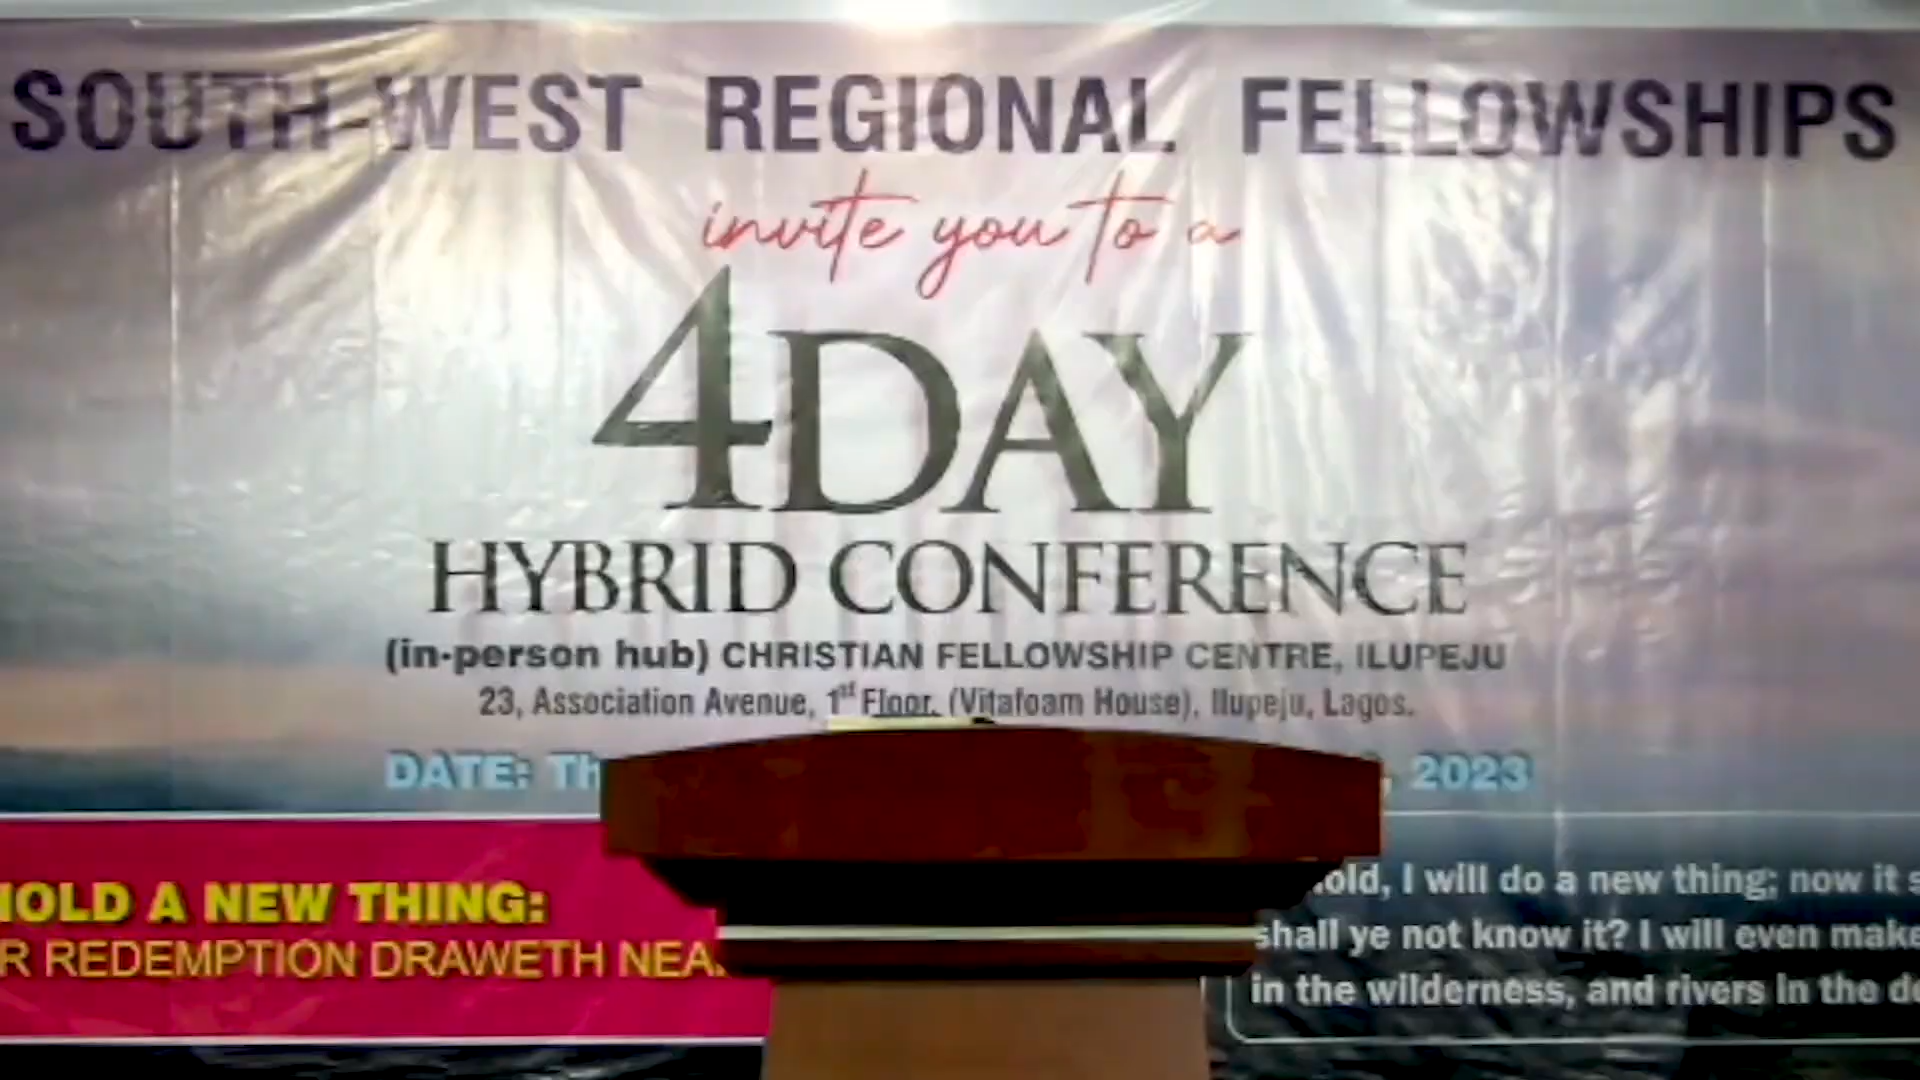 SOUTH-WEST REGIONAL FELLOWSHIPS
invite you to a
4DAY
HYBRID CONFERENCE
(in-person hub) CHRISTIAN FELLOWSHIP CENTRE, ILUPEJU
23, Association Avenue, 1st Floor, (Vitafoam House), Ilupeju, Lagos.
DATE: Th , 2023
HOLD A NEW THING:
R REDEMPTION DRAWETH NEA
old, I will do a new thing; now it s
shall ye not know it? I will even make
in the wilderness, and rivers in the de